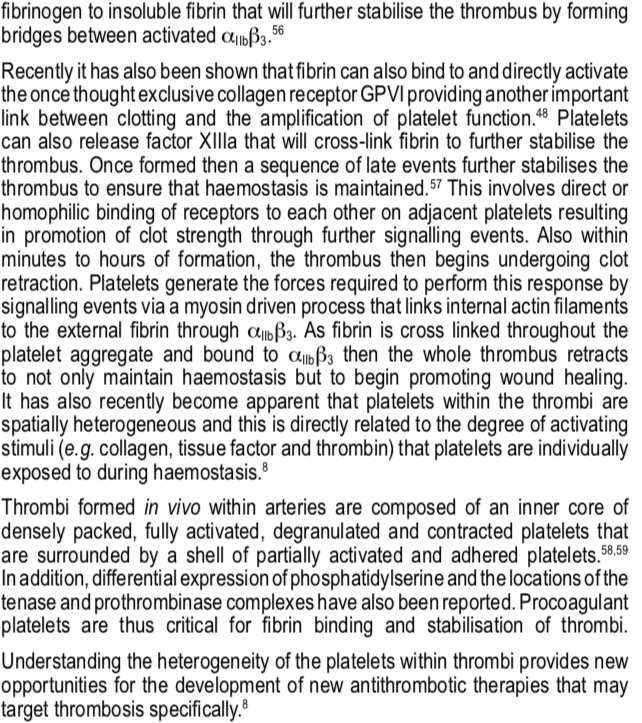 fibrinogen to insoluble fibrin that will further stabilise the thrombus by forming
bridges between activated αIIbβ3.56
Recently it has also been shown that fibrin can also bind to and directly activate
the once thought exclusive collagen receptor GPVI providing another important
link between clotting and the amplification of platelet function.48 Platelets
can also release factor XIIIa that will cross-link fibrin to further stabilise the
thrombus. Once formed then a sequence of late events further stabilises the
thrombus to ensure that haemostasis is maintained.57 This involves direct or
homophilic binding of receptors to each other on adjacent platelets resulting
in promotion of clot strength through further signalling events. Also within
minutes to hours of formation, the thrombus then begins undergoing clot
retraction. Platelets generate the forces required to perform this response by
signalling events via a myosin driven process that links internal actin filaments
to the external fibrin through αIIbβ3. As fibrin is cross linked throughout the
platelet aggregate and bound to αIIbβ3 then the whole thrombus retracts
to not only maintain haemostasis but to begin promoting wound healing.
It has also recently become apparent that platelets within the thrombi are
spatially heterogeneous and this is directly related to the degree of activating
stimuli (e.g. collagen, tissue factor and thrombin) that platelets are individually
exposed to during haemostasis.8
Thrombi formed in vivo within arteries are composed of an inner core of
densely packed, fully activated, degranulated and contracted platelets that
are surrounded by a shell of partially activated and adhered platelets.58,59
In addition, differential expression of phosphatidylserine and the locations of the
tenase and prothrombinase complexes have also been reported. Procoagulant
platelets are thus critical for fibrin binding and stabilisation of thrombi.
Understanding the heterogeneity of the platelets within thrombi provides new
opportunities for the development of new antithrombotic therapies that may
target thrombosis specifically.8